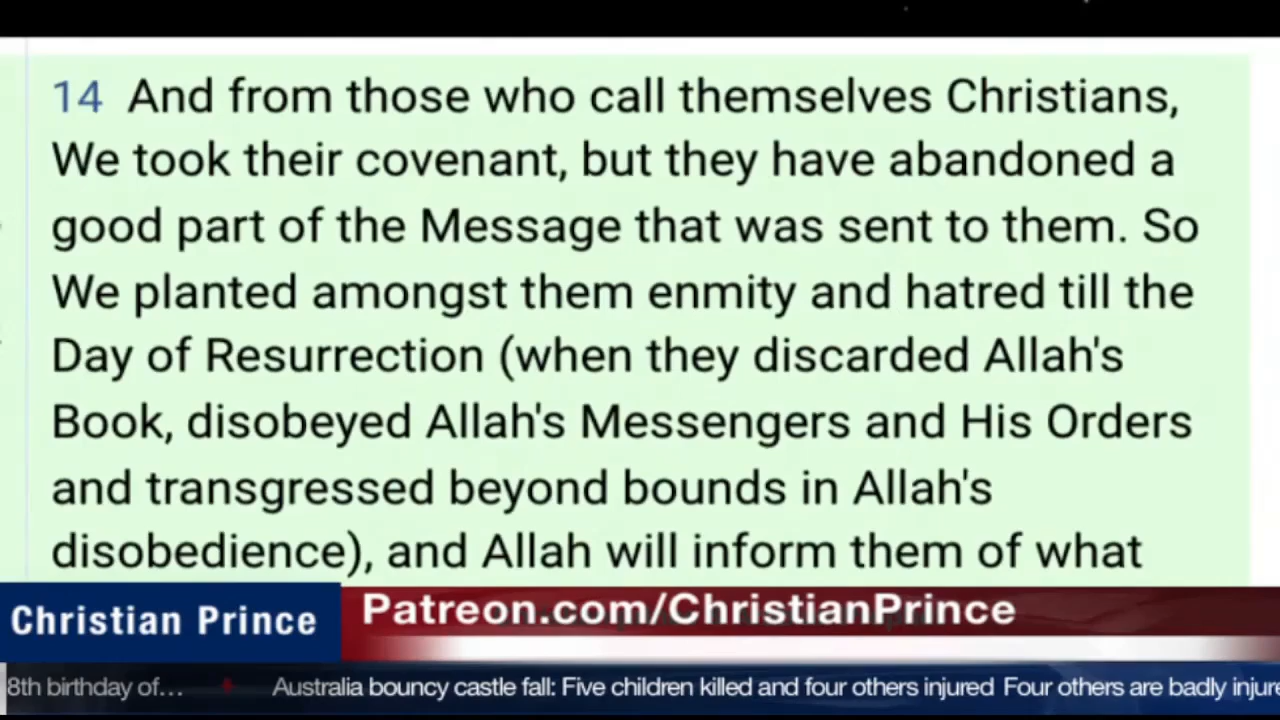 14 And from those who call themselves Christians,
We took their covenant, but they have abandoned a
good part of the Message that was sent to them. So
We planted amongst them enmity and hatred till the
Day of Resurrection (when they discarded Allah's
Book, disobeyed Allah's Messengers and His Orders
and transgressed beyond bounds in Allah's
disobedience), and Allah will inform them of what
Christian Prince
Patreon.com/ChristianPrince
8th birthday of... Australia bouncy castle fall: Five children killed and four others injured Four others are badly injure